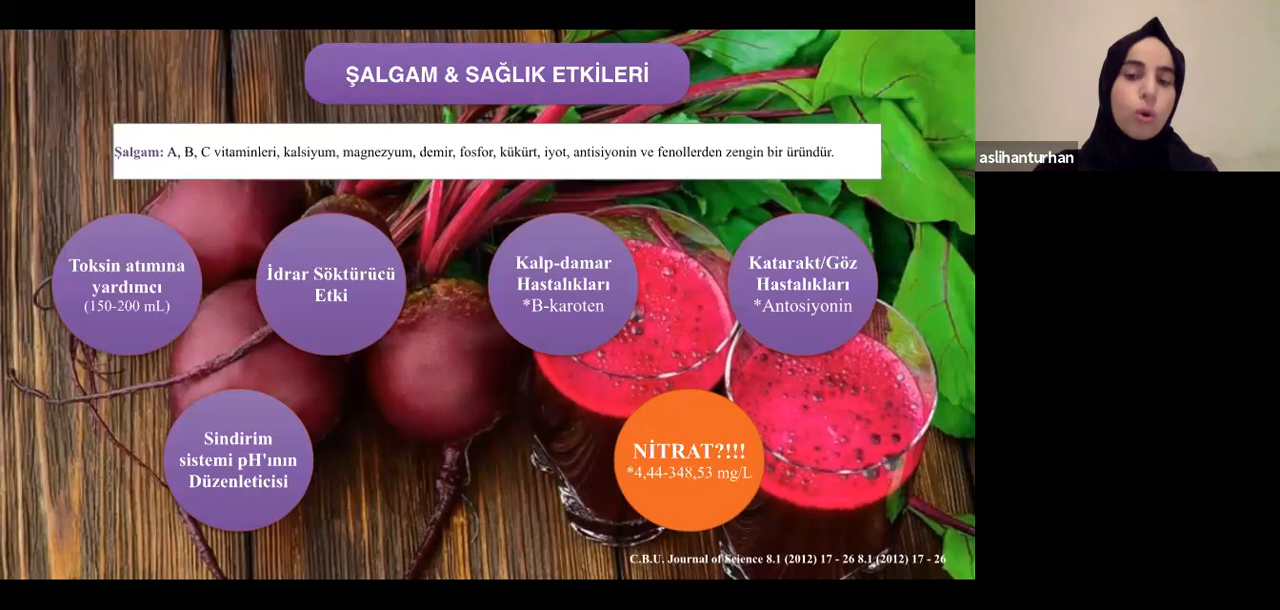 ŞALGAM & SAĞLIK ETKİLERİ
aslihanturhan
Şalgam: A, B, C vitaminleri, kalsiyum, magnezyum, demir, fosfor, kükürt, iyot, antisiyonin ve fenollerden zengin bir üründür.
Toksin atımına
yardımcı
(150-200 mL)
İdrar Söktürücü
Etki
Kalp-damar
Hastalıkları
*B-karoten
Katarakt/Göz
Hastalıkları
*Antosiyonin
Sindirim
sistemi pH'ının
Düzenleticisi
NİTRAT?!!!
*4,44-348,53 mg/L
C.B.U. Journal of Science 8.1 (2012) 17 - 26 8.1 (2012) 17 - 26